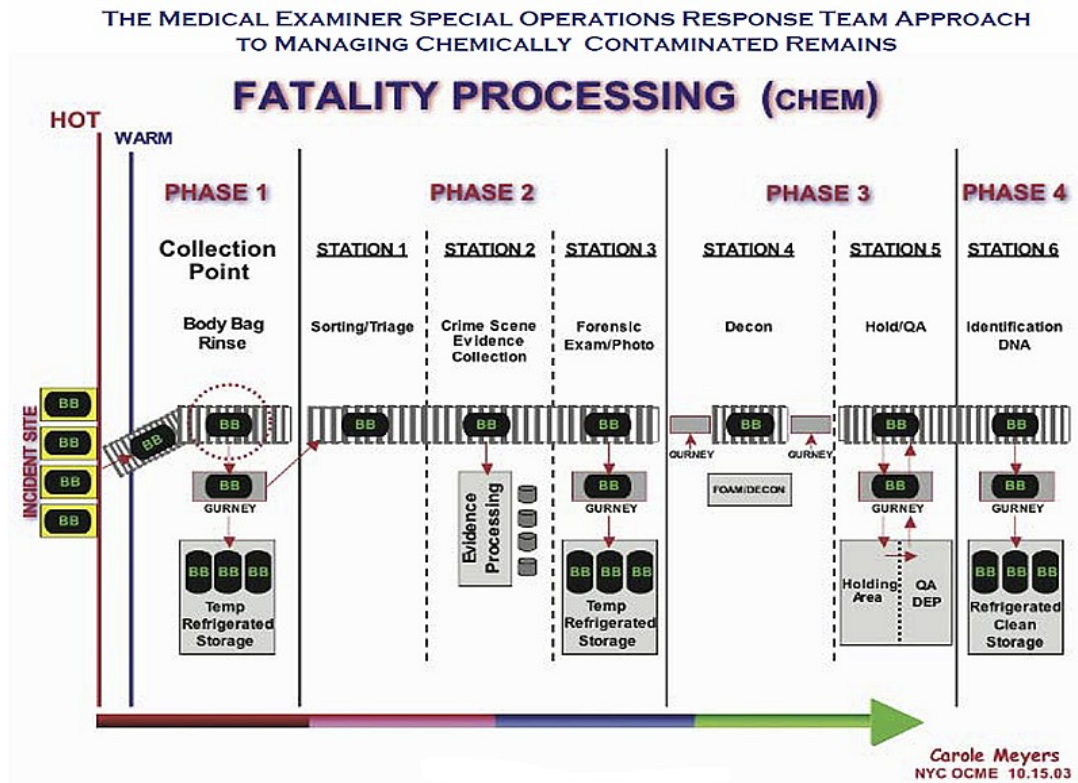 THE MEDICAL EXAMINER SPECIAL OPERATIONS RESPONSE TEAM APPROACH
TO MANAGING CHEMICALLY CONTAMINATED REMAINS
FATALITY PROCESSING (CHEM)
HOT
WARM
PHASE 1
PHASE 2
PHASE 3
PHASE 4
Collection
Point
STATION 1
STATION 2
STATION 3
STATION 4
STATION 5
STATION 6
Body Bag
Rinse
Sorting/Triage
Crime Scene
Evidence
Collection
Forensic
Exam/Photo
Decon
Hold/QA
Identification
DNA
INCIDENT SITE
BB
BB
BB
BB
BB
BB
BB
BB
BB
BB
BB
BB
GURNEY
GURNEY
BB
GURNEY
BB
GURNEY
BB
GURNEY
BB
GURNEY
FOAM/DECON
Evidence
Processing
BB BB BB
Temp
Refrigerated
Storage
BB BB BB
Temp
Refrigerated
Storage
Holding
Area
QA
DEP
BB BB BB
Refrigerated
Clean
Storage
Carole Meyers
NYC OCME 10.15.03